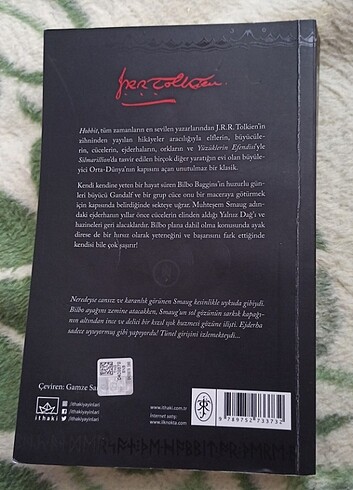 J.R.R. Tolkien.
Hobbit, tüm zamanların en sevilen yazarlarından J.R.R. Tolkien'in
zihninden yayılan hikâyeler aracılığıyla elflerin, büyücüle-
rin, cücelerin, ejderhaların, orkların ve Yüzüklerin Efendisi'yle
Silmarillion'da tasvir edilen birçok diğer yaratığın evi olan büyüle-
yici Orta-Dünya'nın kapısını açan unutulmaz bir klasik.
Kendi kendine yeten bir hayat süren Bilbo Baggins'in huzurlu gün-
leri büyücü Gandalf ve bir grup cüce onu bir maceraya götürmek
için kapısında belirdiğinde sekteye uğrar. Muhteşem Smaug adın-
daki ejderhanın yıllar önce cücelerin elinden aldığı Yalnız Dağ'ı ve
hazineleri geri alacaklardır. Bilbo plana dahil olma konusunda ayak
direse de bir hırsız olarak yeteneğini ve başarısını fark ettiğinde
kendisi bile çok şaşırır!
Neredeyse cansız ve karanlık görünen Smaug kesinlikle uykuda gibiydi.
Bilbo ayağını zemine atacakken, Smaug'un sol gözünün sarkık kapağı-
nın altından ince ve delici bir kızıl ışık huzmesi gözüne ilişti. Ejderha
sadece uyuyormuş gibi yapıyordu! Tünel girişini izlemekteydi...
Çeviren: Gamze
ithaki
/ithakiyayinlari
/ithakiyayinlari
/ithakiyayinlari
www.ithaki.com.tr
İnternet satış:
www.ilknokta.com
9 789752 733732